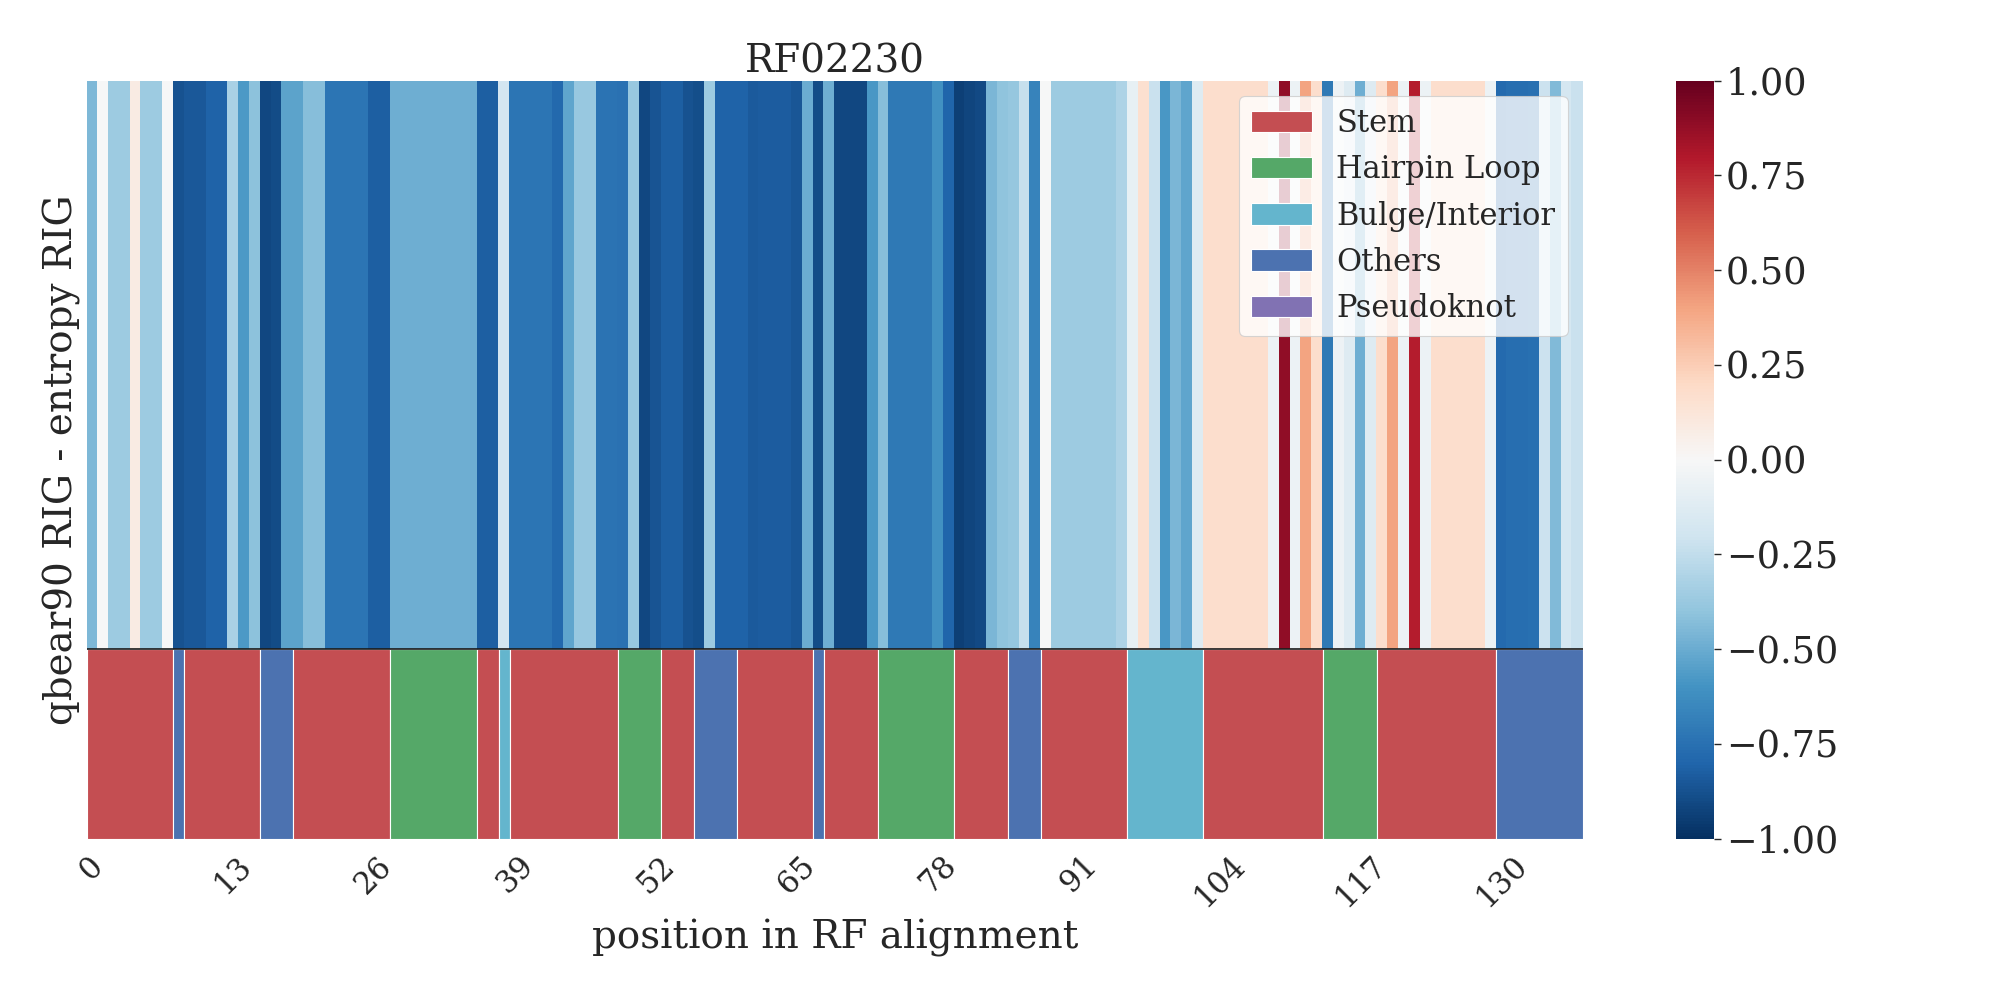 RF02230
qbear90 RIG - entropy RIG
Stem
Hairpin Loop
Bulge/Interior
Others
Pseudoknot
1.00
0.75
0.50
0.25
0.00
−0.25
−0.50
−0.75
−1.00
0 13 26 39 52 65 78 91 104 117 130
position in RF alignment